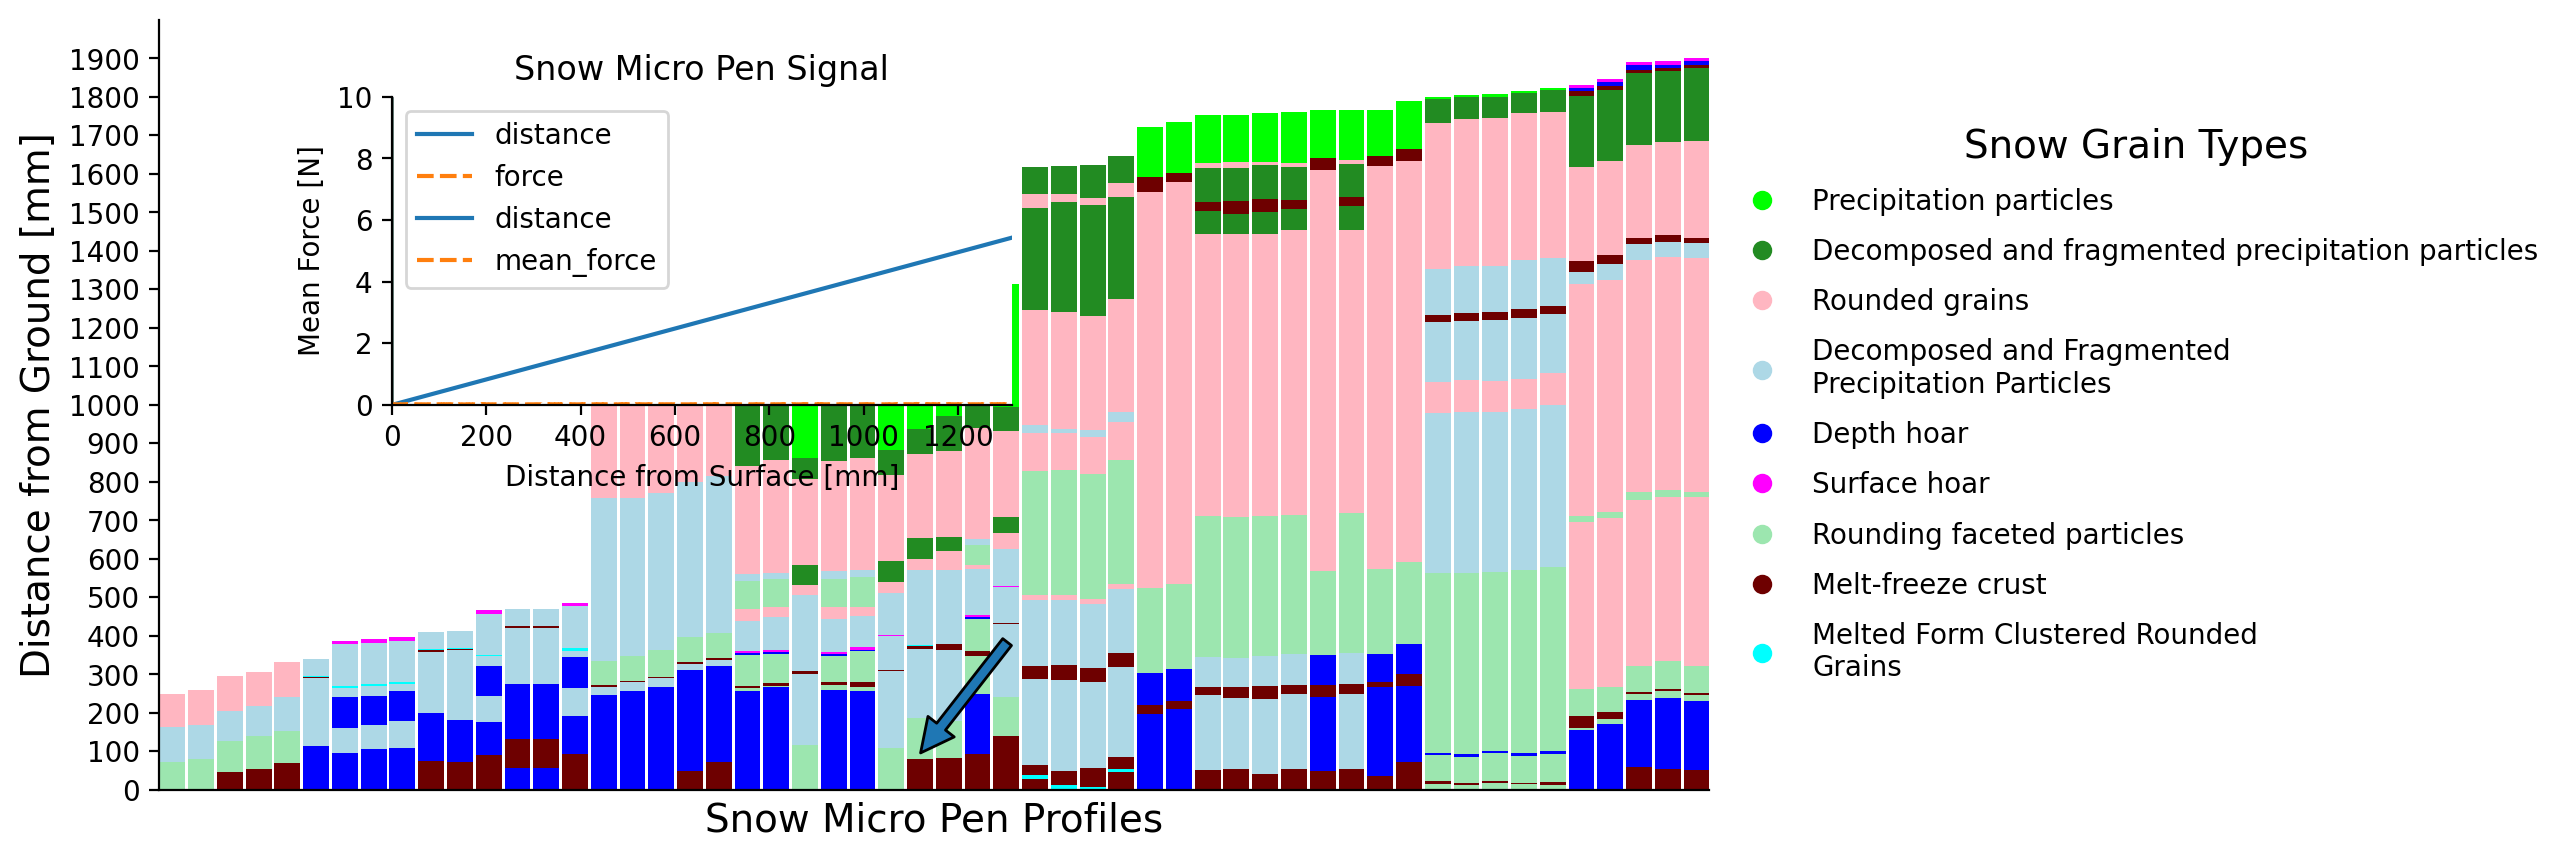 Distance from Ground [mm]
1900
1800
1700
1600
1500
1400
1300
1200
1100
1000
900
800
700
600
500
400
300
200
100
0
Snow Micro Pen Profiles
Snow Micro Pen Signal
Mean Force [N]
10
8
6
4
2
0
distance
force
distance
mean_force
0 200 400 600 800 1000 1200
Distance from Surface [mm]
Snow Grain Types
Precipitation particles
Decomposed and fragmented precipitation particles
Rounded grains
Decomposed and Fragmented
Precipitation Particles
Depth hoar
Surface hoar
Rounding faceted particles
Melt-freeze crust
Melted Form Clustered Rounded
Grains